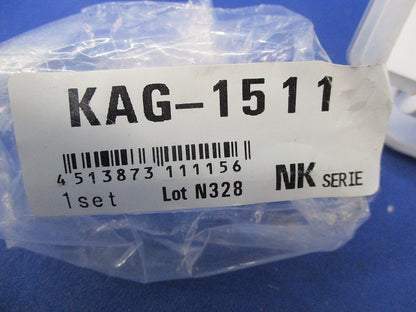 KAG-1511
4 513873 111156
1set Lot N328 NK SERIE